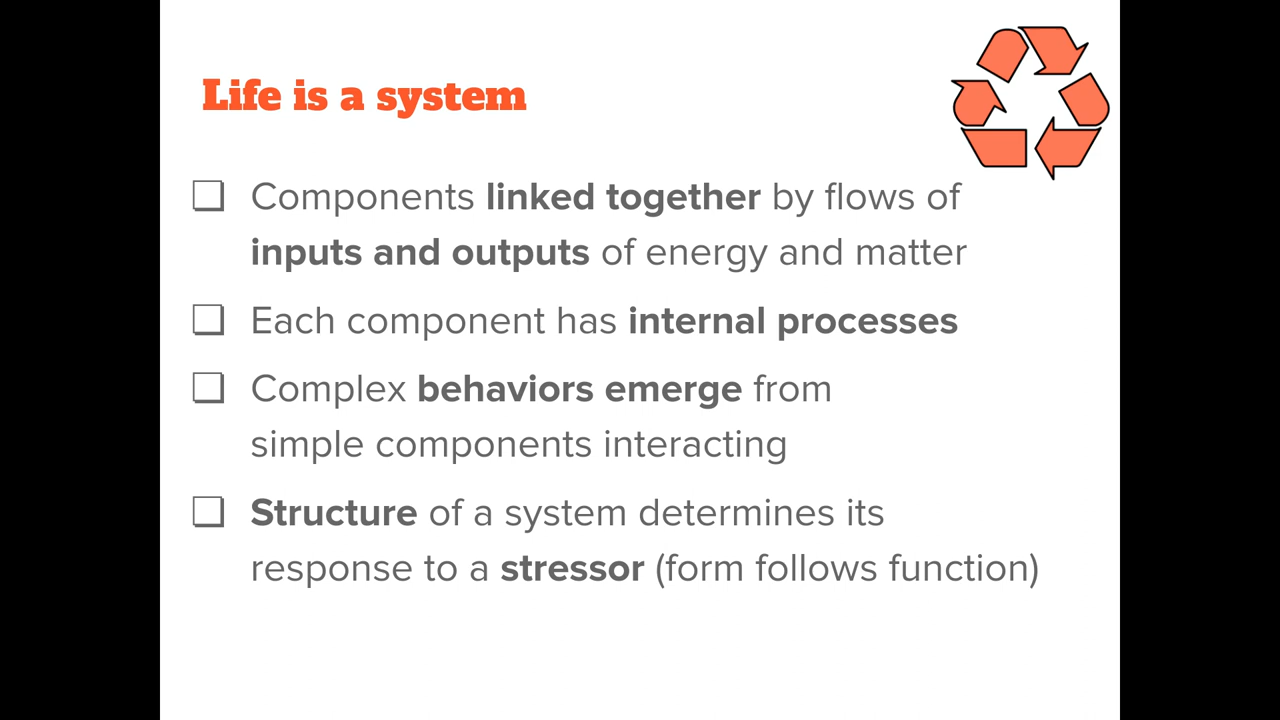 Life is a system
❏ Components linked together by flows of
inputs and outputs of energy and matter
❏ Each component has internal processes
❏ Complex behaviors emerge from
simple components interacting
❏ Structure of a system determines its
response to a stressor (form follows function)